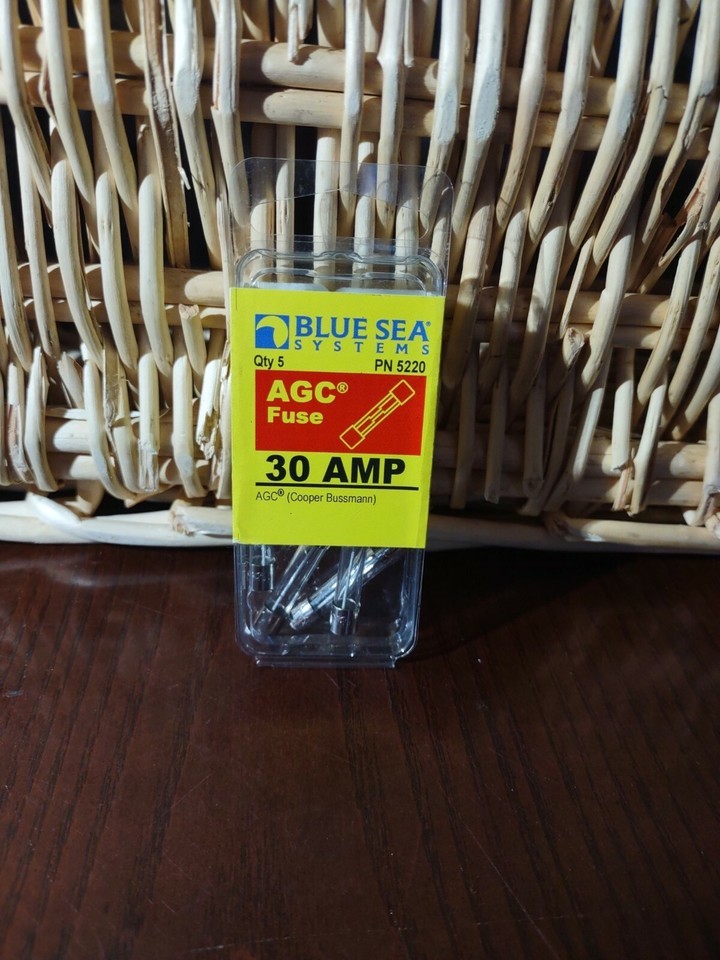 BLUE SEA®
SYSTEMS
Qty 5 PN 5220
AGC®
Fuse
30 AMP
AGC® (Cooper Bussmann)